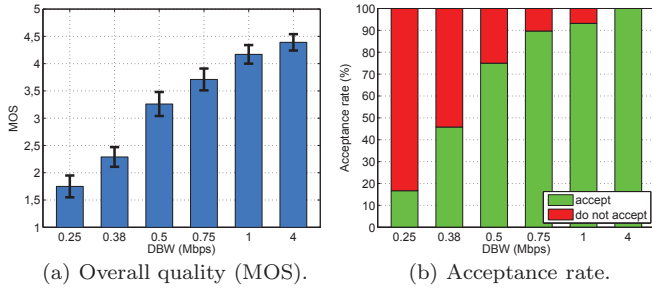 5
4,5
4
3,5
3
2,5
2
1,5
1
MOS
0.25 0.38 0.5 0.75 1 4
DBW (Mbps)
(a) Overall quality (MOS).
100
90
80
70
60
50
40
30
20
10
0
Acceptance rate (%)
accept
do not accept
0.25 0.38 0.5 0.75 1 4
DBW (Mbps)
(b) Acceptance rate.